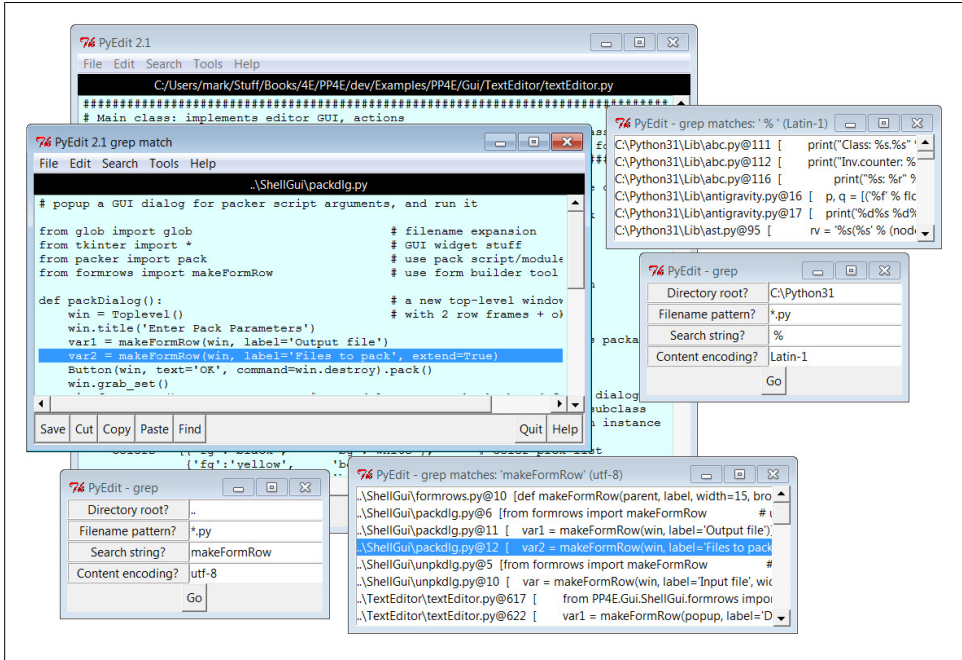 PyEdit 2.1
File Edit Search Tools Help
C:/Users/mark/Stuff/Books/4E/PP4E/dev/Examples/PP4E/Gui/TextEditor/textEditor.py
################################################################################
# Main class: implements editor GUI, actions
PyEdit 2.1 grep match
File Edit Search Tools Help
..\ShellGui\packdlg.py
# popup a GUI dialog for packer script arguments, and run it
from glob import glob # filename expansion
from tkinter import * # GUI widget stuff
from packer import pack # use pack script/module
from formrows import makeFormRow # use form builder tool
def packDialog(): # a new top-level window
win = Toplevel() # with 2 row frames + ok
win.title('Enter Pack Parameters')
var1 = makeFormRow(win, label='Output file')
var2 = makeFormRow(win, label='Files to pack', extend=True)
Button(win, text='OK', command=win.destroy).pack()
win.grab_set()
Save Cut Copy Paste Find Quit Help
s packa
dialog
subclass
instance
{'fg':'yellow',
PyEdit - grep matches: ' % ' (Latin-1)
C:\Python31\Lib\abc.py@111 [ print("Class: %s.%s"
C:\Python31\Lib\abc.py@112 [ print("Inv.counter: %
C:\Python31\Lib\abc.py@116 [ print("%s: %r" %
C:\Python31\Lib\antigravity.py@16 [ p, q = [('%f' % flo
C:\Python31\Lib\antigravity.py@17 [ print('%d%s %d%
C:\Python31\Lib\ast.py@95 [ rv = '%s(%s' % (node
PyEdit - grep
Directory root? C:\Python31
Filename pattern? *.py
Search string? %
Content encoding? Latin-1
Go
PyEdit - grep
Directory root? ..
Filename pattern? *.py
Search string? makeFormRow
Content encoding? utf-8
Go
PyEdit - grep matches: 'makeFormRow' (utf-8)
..\ShellGui\formrows.py@10 [def makeFormRow(parent, label, width=15, bro
..\ShellGui\packdlg.py@6 [from formrows import makeFormRow # u
..\ShellGui\packdlg.py@11 [ var1 = makeFormRow(win, label='Output file')
..\ShellGui\packdlg.py@12 [ var2 = makeFormRow(win, label='Files to pack
..\ShellGui\unpkdlg.py@5 [from formrows import makeFormRow #
..\ShellGui\unpkdlg.py@10 [ var = makeFormRow(win, label='Input file', wid
..\TextEditor\textEditor.py@617 [ from PP4E.Gui.ShellGui.formrows impor
..\TextEditor\textEditor.py@622 [ var1 = makeFormRow(popup, label='D